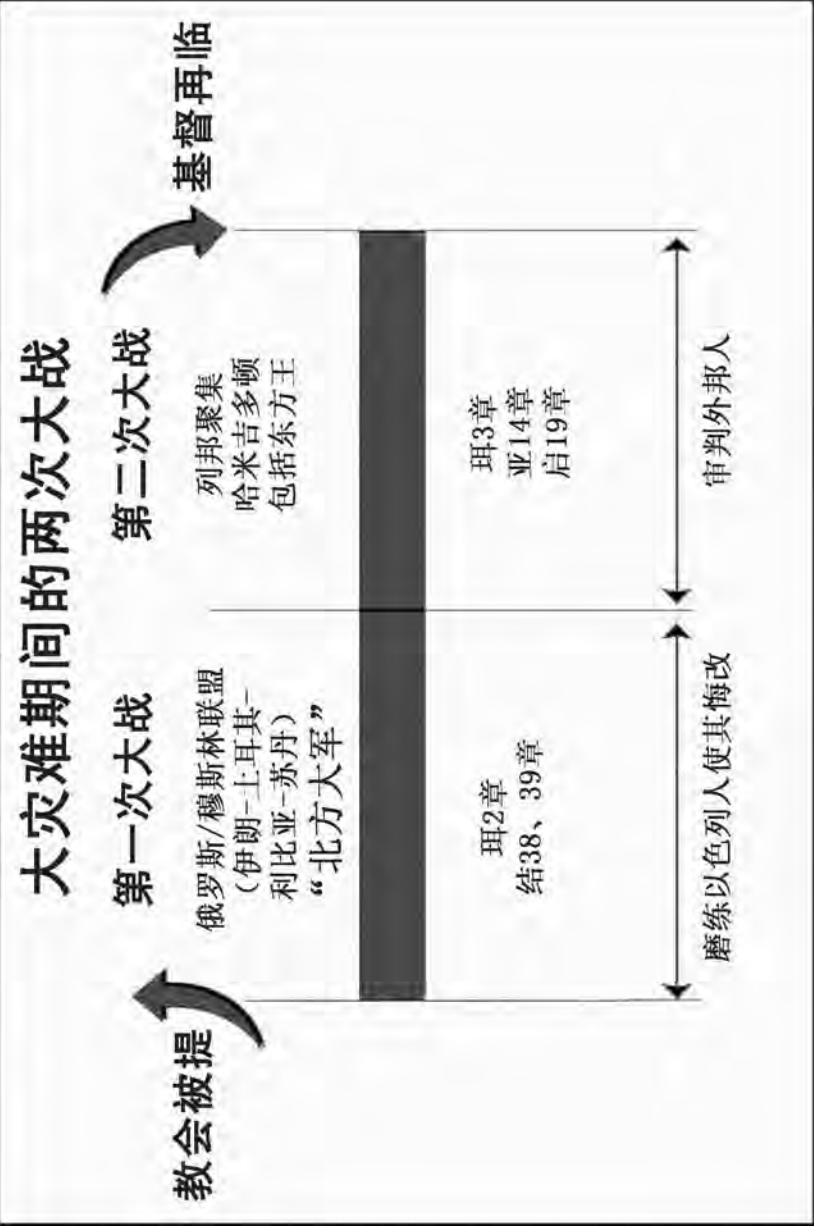 大灾难期间的两次大战
教会被提
第一次大战
俄罗斯/穆斯林联盟
(伊朗-土耳其-
利比亚-苏丹)
“北方大军”
珥2章
结38、39章
磨练以色列人使其悔改
第二次大战
列邦聚集
哈米吉多顿
包括东方王
珥3章
亚14章
启19章
审判外邦人
基督再临